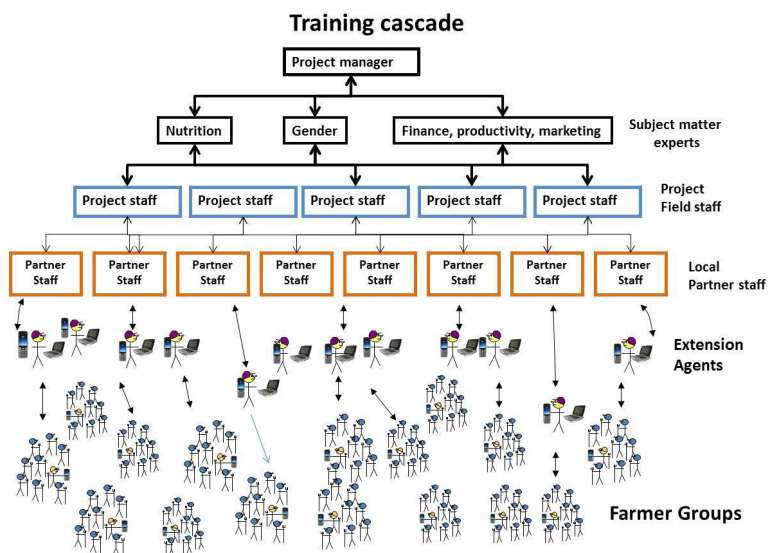 Training cascade
Project manager
Nutrition
Gender
Finance, productivity, marketing
Subject matter
experts
Project staff
Project staff
Project staff
Project staff
Project staff
Project
Field staff
Partner
Staff
Partner
Staff
Partner
Staff
Partner
Staff
Partner
Staff
Partner
Staff
Partner
Staff
Partner
Staff
Local
Partner staff
Extension
Agents
Farmer Groups